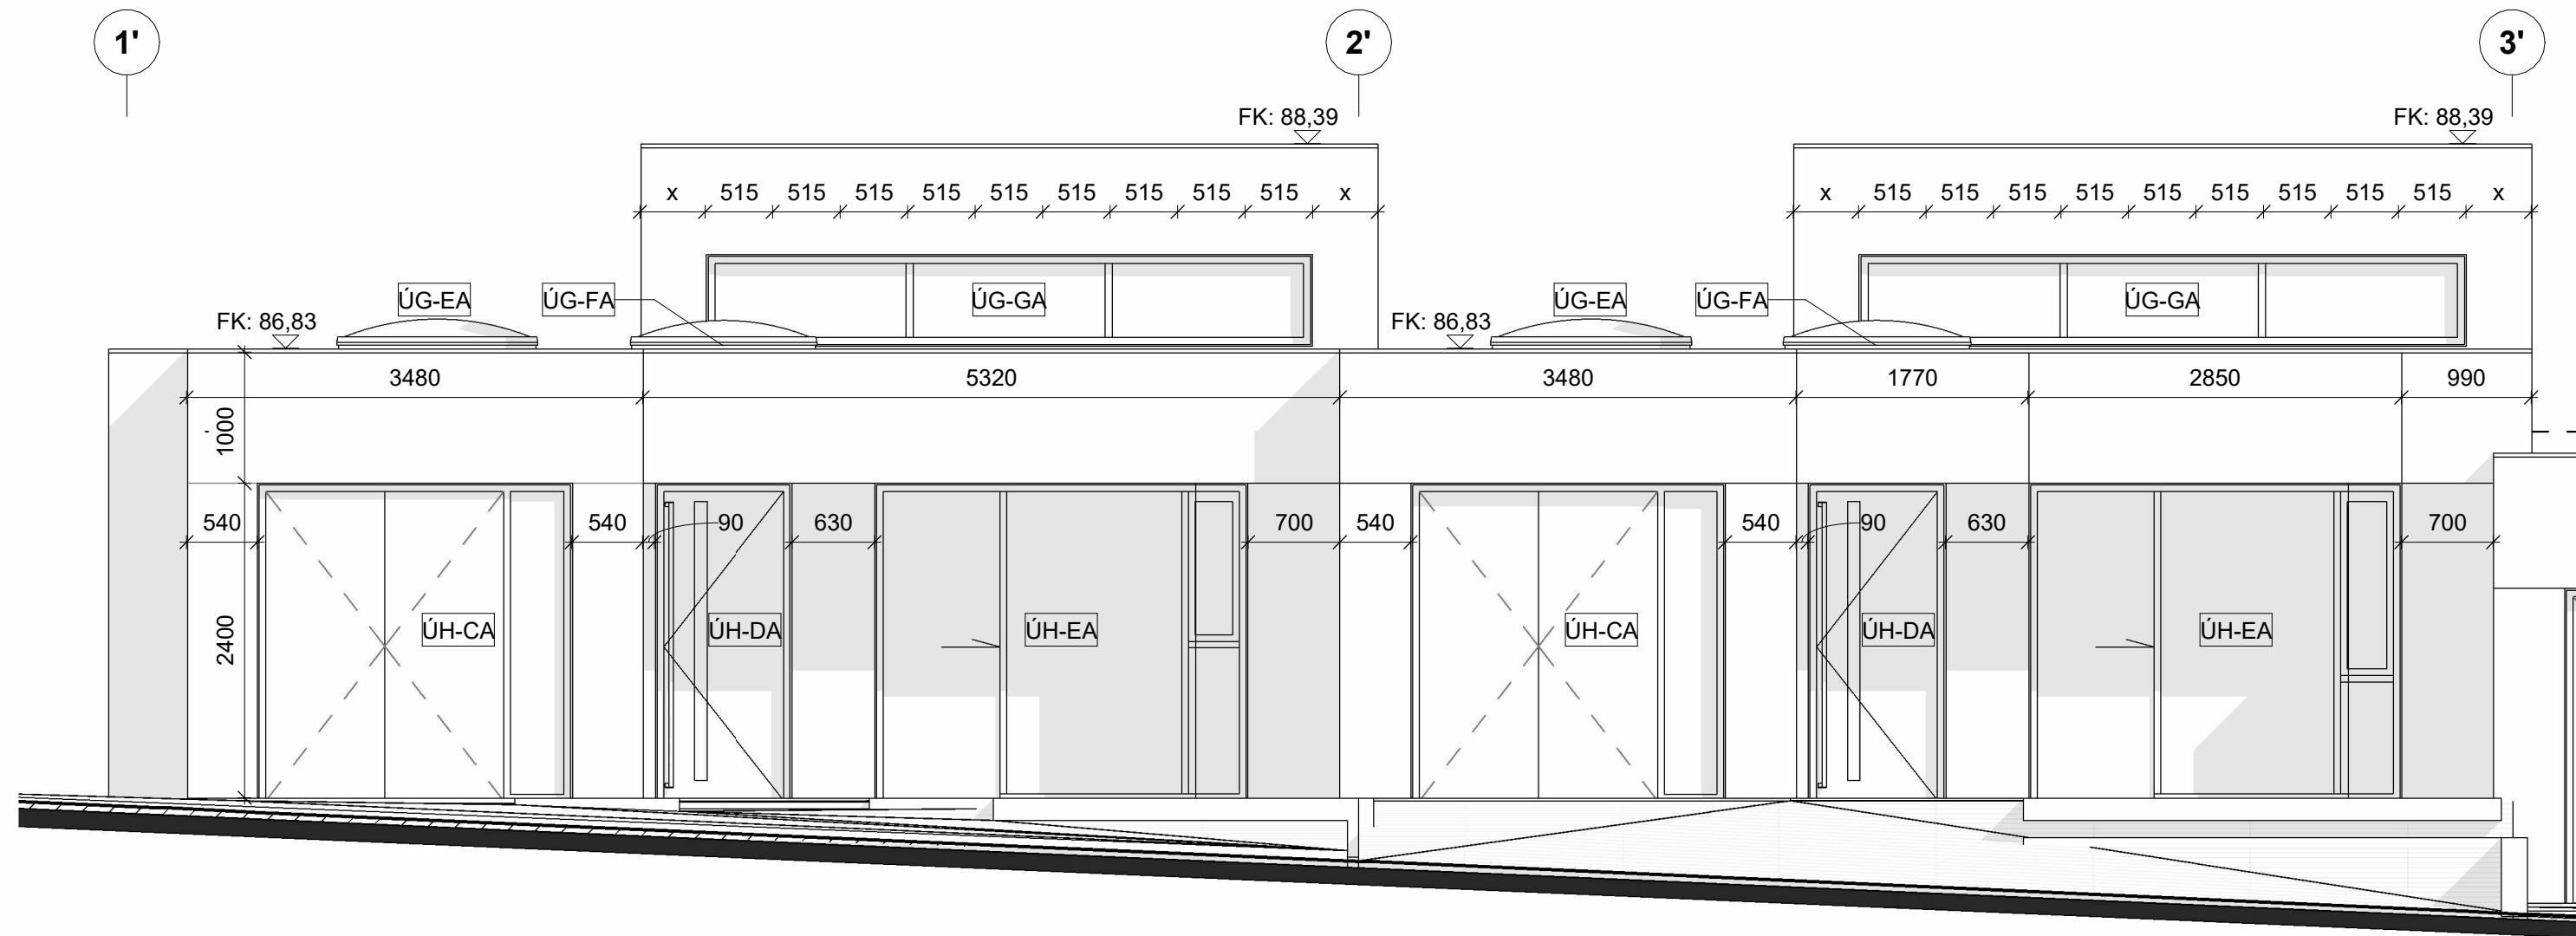 1' 2' 3'
FK: 88,39 FK: 88,39
x 515 515 515 515 515 515 515 515 515 x x 515 515 515 515 515 515 515 515 515 x
ÚG-EA ÚG-FA ÚG-GA ÚG-EA ÚG-FA ÚG-GA
FK: 86,83 FK: 86,83
3480 5320 3480 1770 2850 990
1000
540 540 90 630 700 540 540 90 630 700
2400
ÚH-CA ÚH-DA ÚH-EA ÚH-CA ÚH-DA ÚH-EA